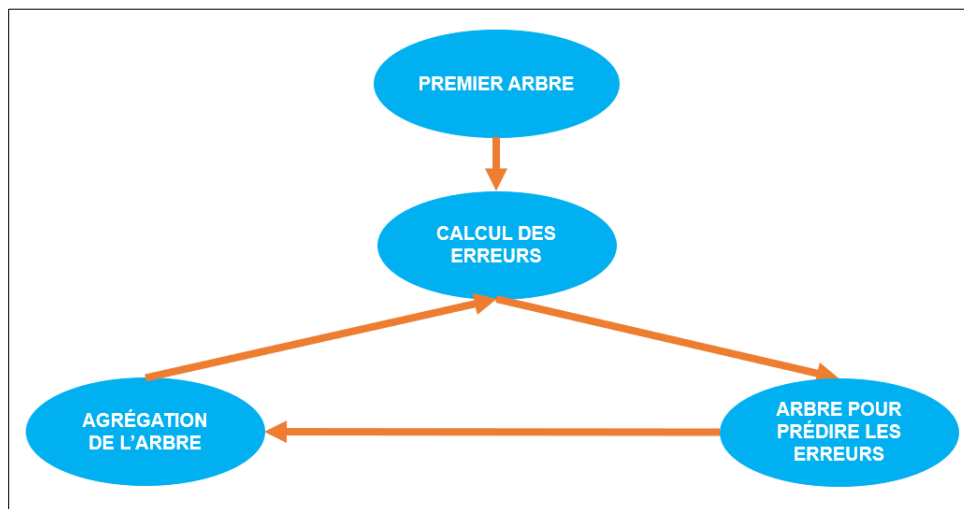 PREMIER ARBRE
CALCUL DES
ERREURS
AGRÉGATION
DE L'ARBRE
ARBRE POUR
PRÉDIRE LES
ERREURS